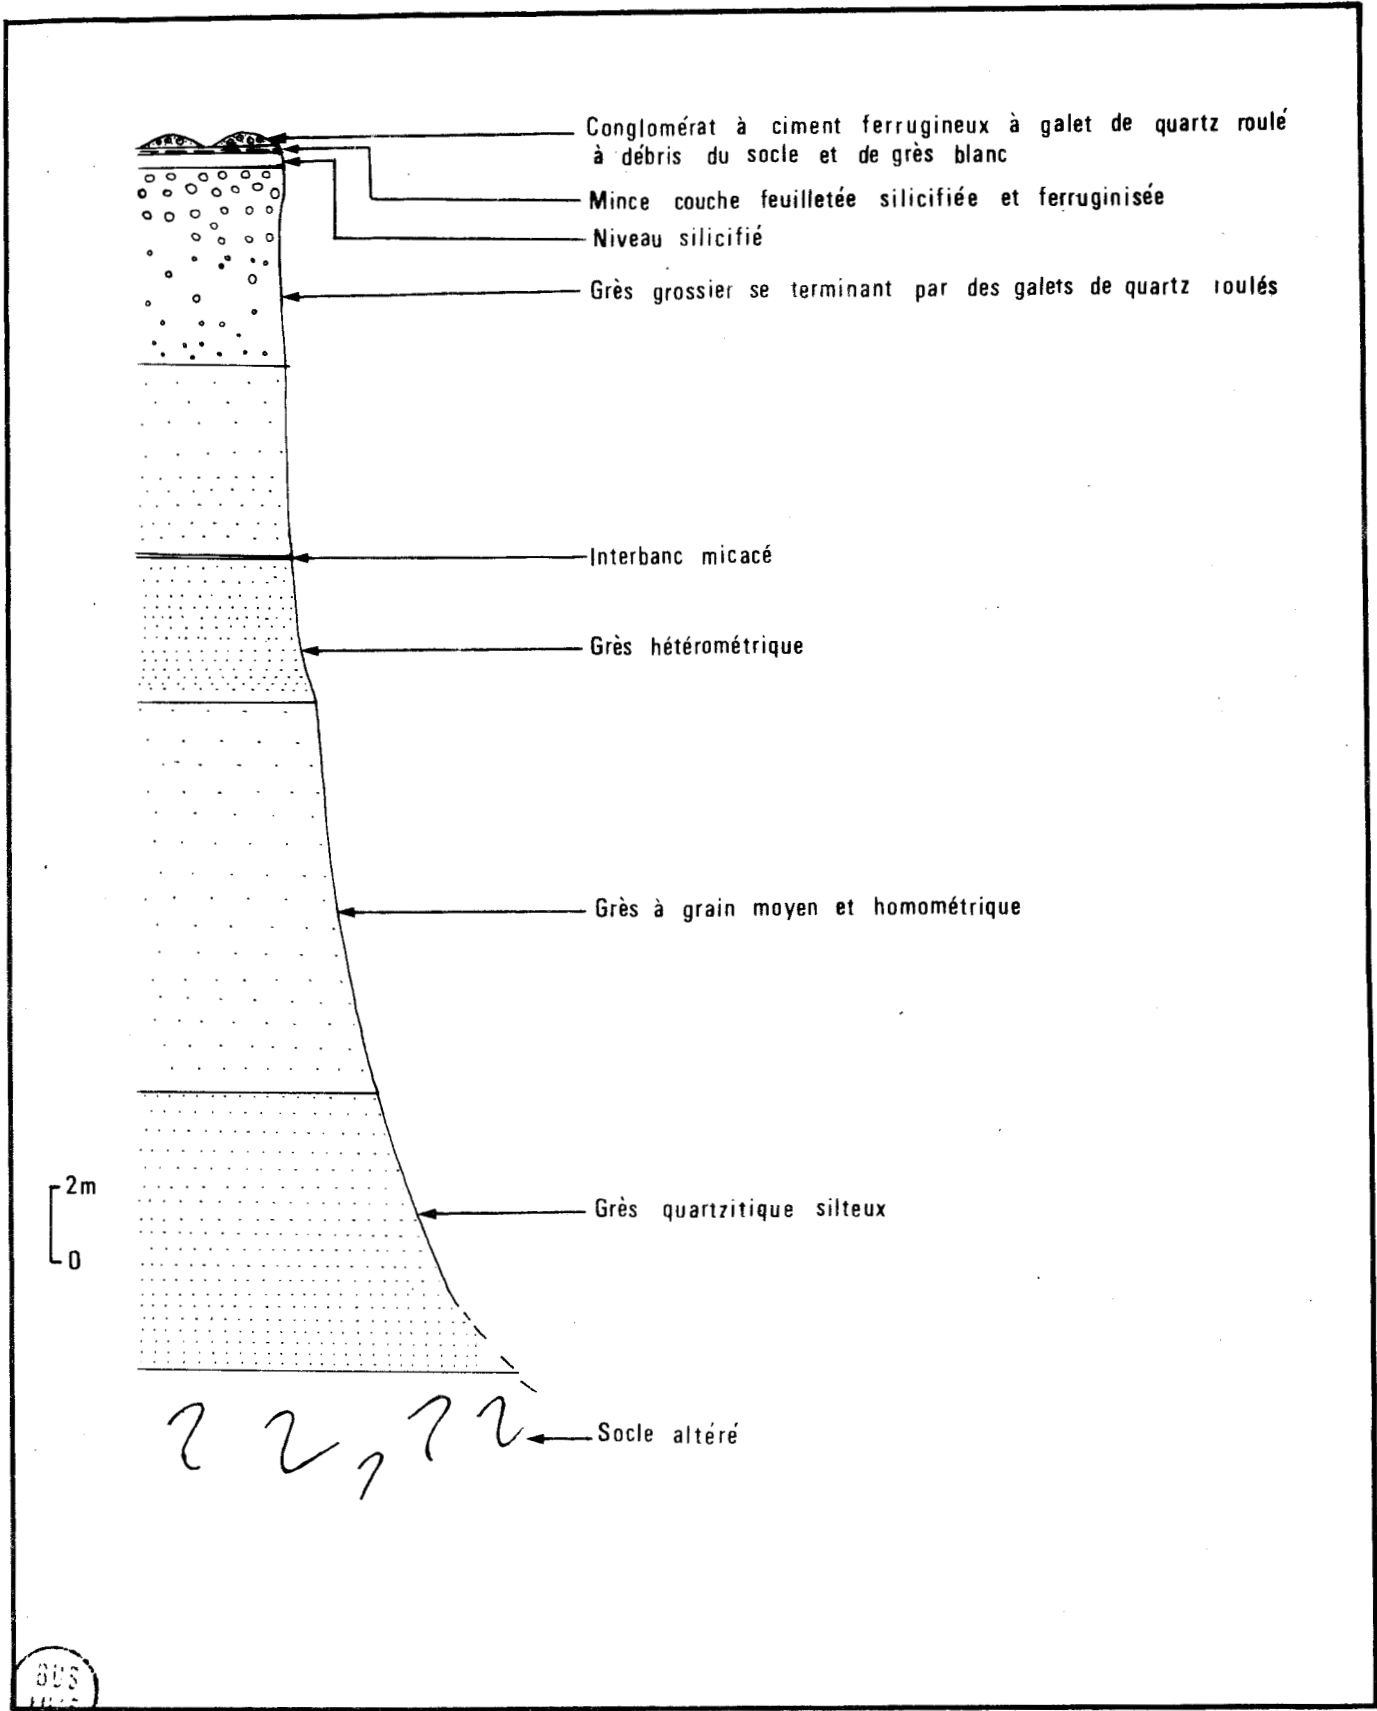 Conglomérat à ciment ferrugineux à galet de quartz roulé
à débris du socle et de grès blanc
Mince couche feuilletée silicifiée et ferruginisée
Niveau silicifié
Grès grossier se terminant par des galets de quartz roulés
Interbanc micacé
Grès hétérométrique
Grès à grain moyen et homométrique
2m
Grès quartzitique silteux
0
Socle altéré
BUS